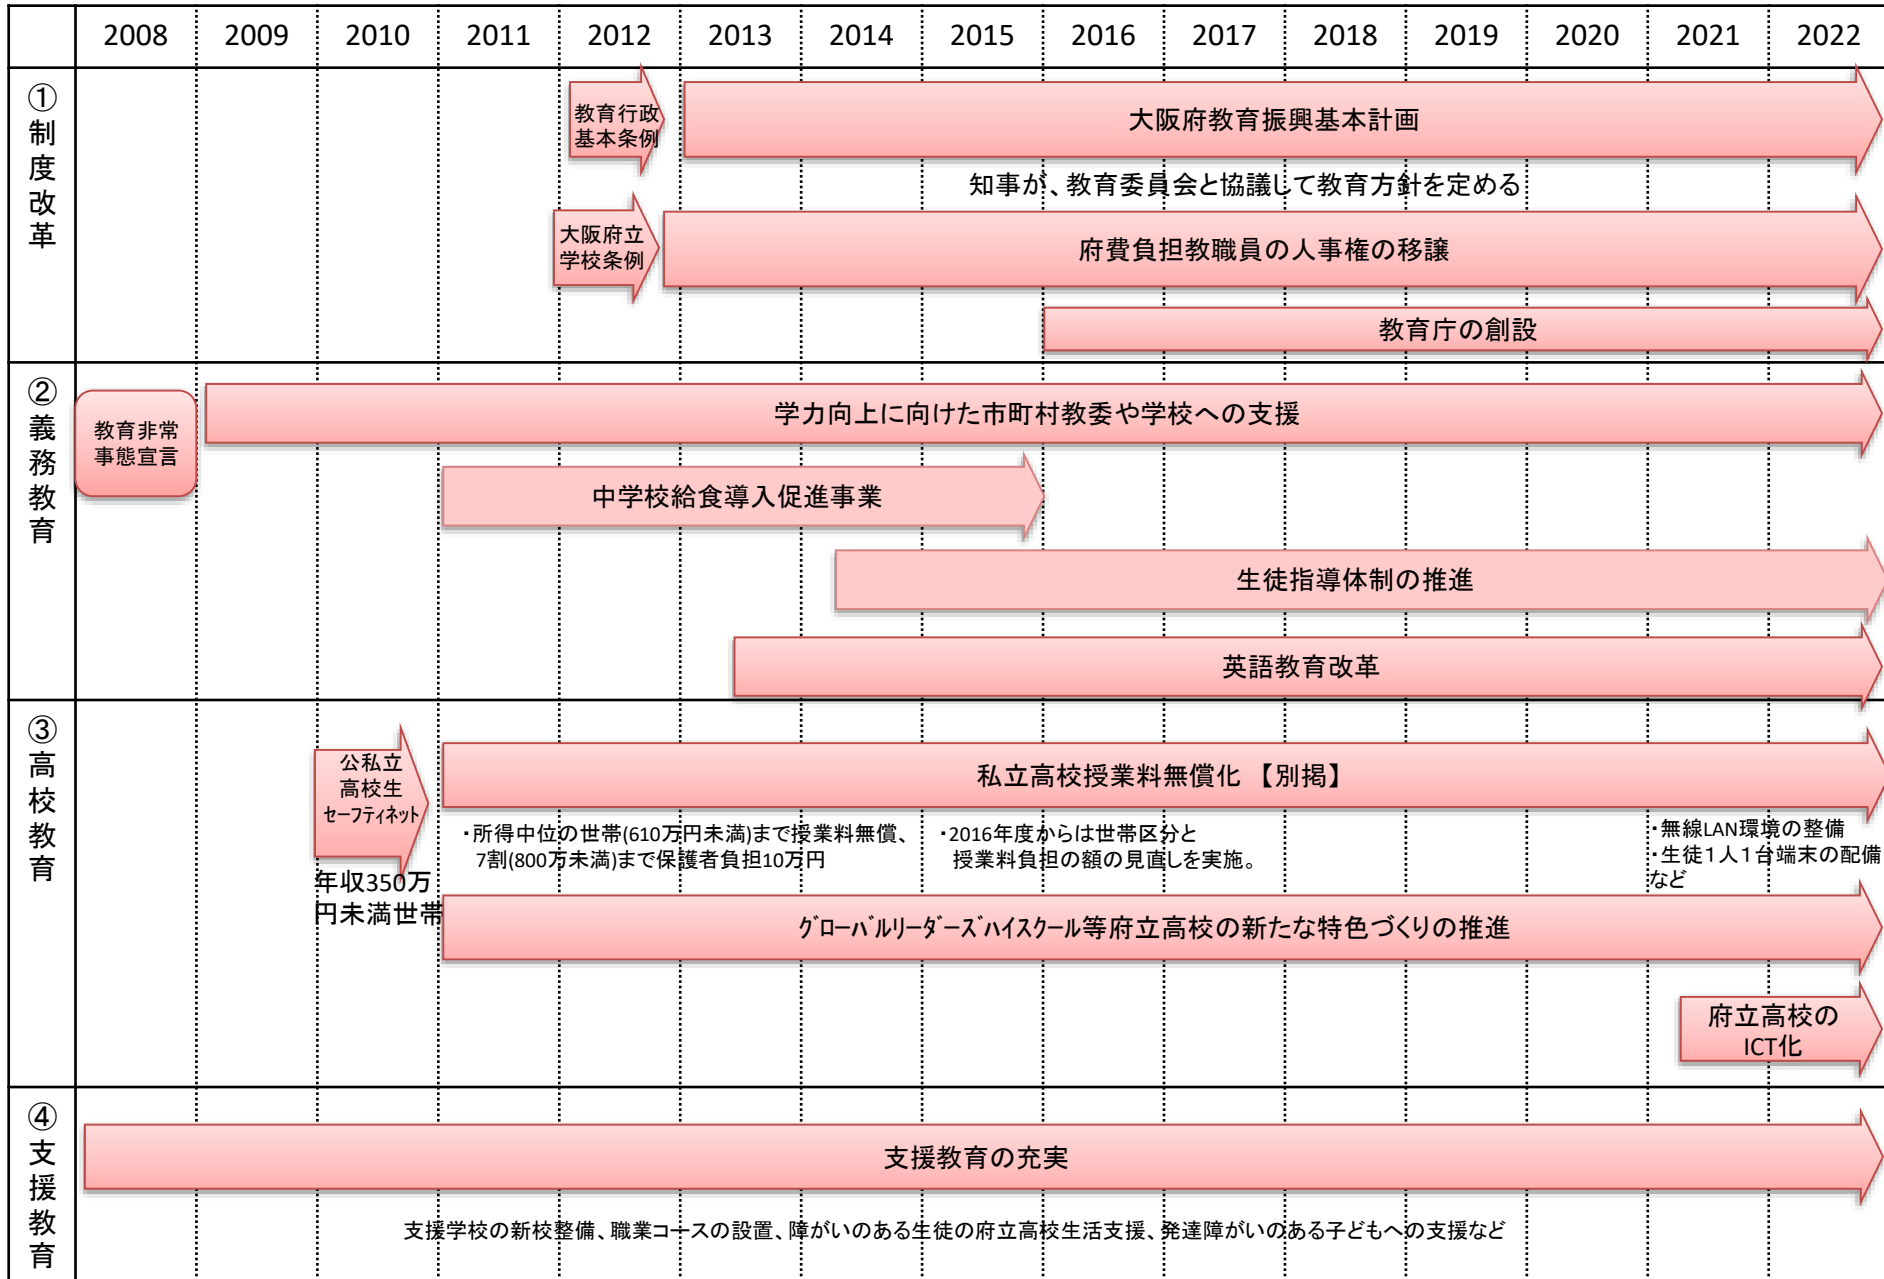 2008 2009 2010 2011 2012 2013 2014 2015 2016 2017 2018 2019 2020 2021 2022
①制度改革
教育行政
基本条例
大阪府教育振興基本計画
知事が、教育委員会と協議して教育方針を定める
大阪府立
学校条例
府費負担教職員の人事権の移譲
教育庁の創設
②義務教育
教育非常
事態宣言
学力向上に向けた市町村教委や学校への支援
中学校給食導入促進事業
生徒指導体制の推進
英語教育改革
③高校教育
公私立
高校生
セーフティネット
年収350万
円未満世帯
私立高校授業料無償化 【別掲】
・所得中位の世帯(610万円未満)まで授業料無償、
7割(800万未満)まで保護者負担10万円
・2016年度からは世帯区分と
授業料負担の額の見直しを実施。
・無線LAN環境の整備
・生徒1人1台端末の配備
など
グローバルリーダーズハイスクール等府立高校の新たな特色づくりの推進
府立高校の
ICT化
④支援教育
支援教育の充実
支援学校の新校整備、職業コースの設置、障がいのある生徒の府立高校生活支援、発達障がいのある子どもへの支援など